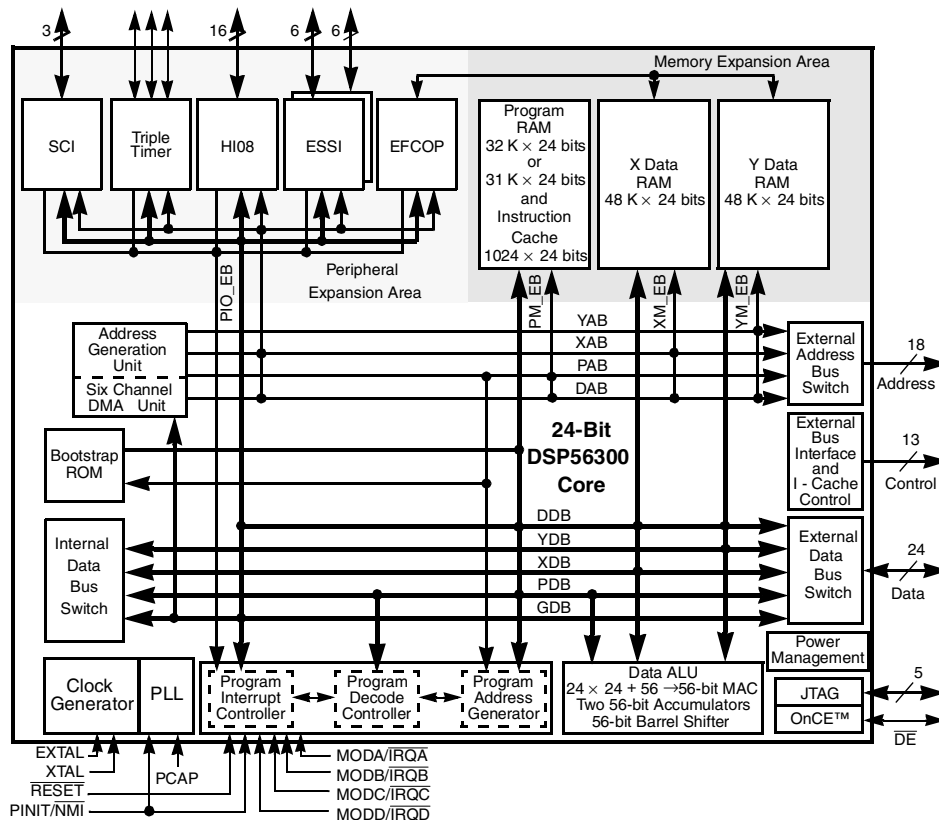 3
16
6
6
Memory Expansion Area
SCI
Triple
Timer
HI08
ESSI
EFCOP
Program
RAM
32 K × 24 bits
or
31 K × 24 bits
and
Instruction
Cache
1024 × 24 bits
X Data
RAM
48 K × 24 bits
Y Data
RAM
48 K × 24 bits
Peripheral
Expansion Area
PIO_EB
PM_EB
XM_EB
YM_EB
Address
Generation
Unit
Six Channel
DMA Unit
YAB
XAB
PAB
DAB
External
Address
Bus
Switch
18
Address
24-Bit
DSP56300
Core
Bootstrap
ROM
External
Bus
Interface
and
I - Cache
Control
13
Control
Internal
Data
Bus
Switch
DDB
YDB
XDB
PDB
GDB
External
Data
Bus
Switch
24
Data
Power
Management
Clock
Generator
PLL
Program
Interrupt
Controller
Program
Decode
Controller
Program
Address
Generator
Data ALU
24 × 24 + 56 →56-bit MAC
Two 56-bit Accumulators
56-bit Barrel Shifter
JTAG
OnCE™
5
DE
EXTAL
XTAL
RESET
PINIT/NMI
PCAP
MODA/IRQA
MODB/IRQB
MODC/IRQC
MODD/IRQD